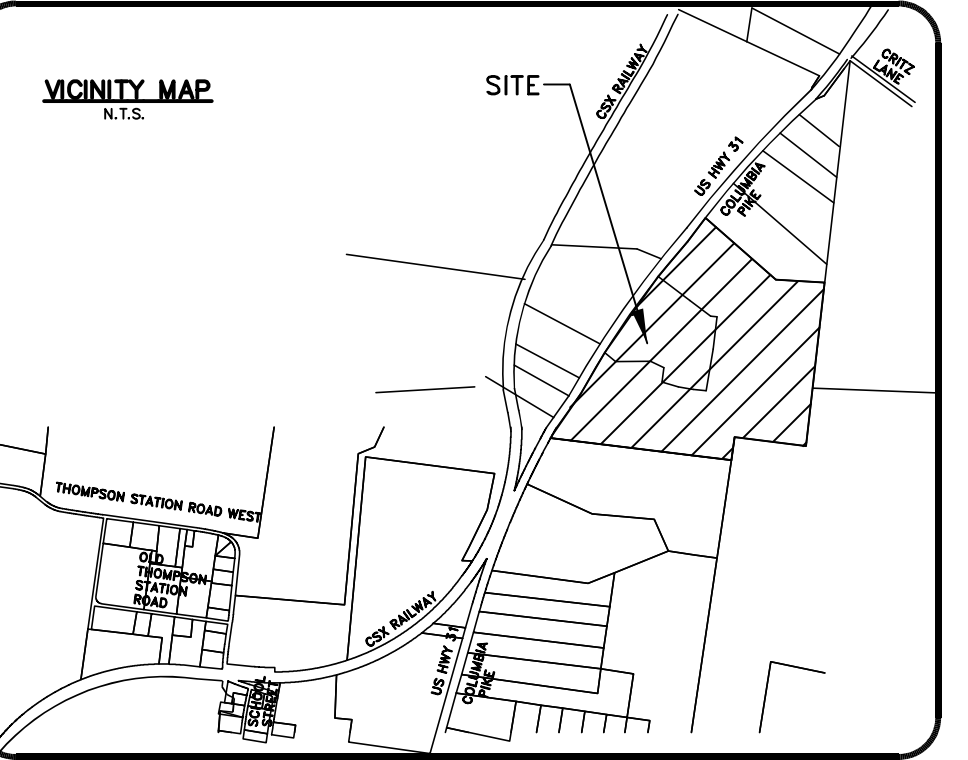 VICINITY MAP
N.T.S.
SITE
CSX RAILWAY
CRITZ
LANE
US HWY 31
COLUMBIA
PIKE
THOMPSON STATION ROAD WEST
OLD
THOMPSON
STATION
ROAD
CSX RAILWAY
US HWY 31
COLUMBIA
PIKE
SCHOOL
STREET